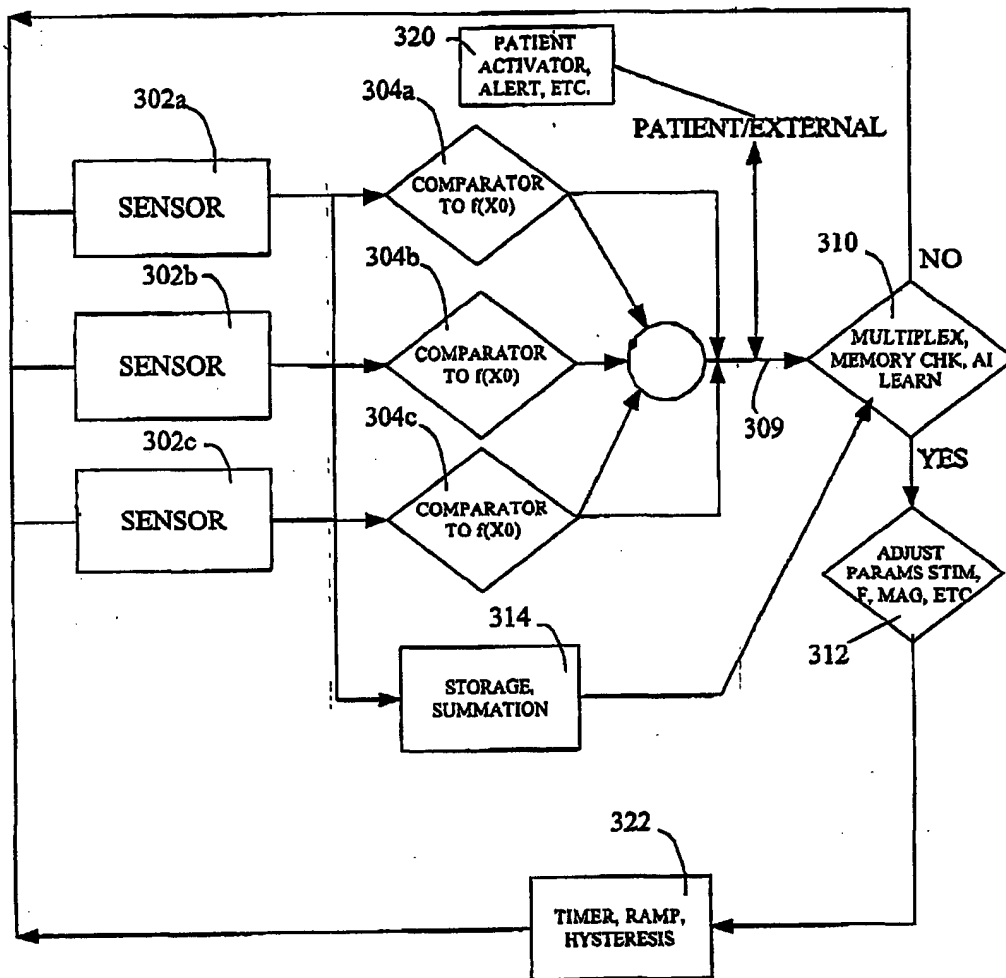 320
PATIENT
ACTIVATOR,
ALERT, ETC.
302a
304a
PATIENT/EXTERNAL
SENSOR
COMPARATOR
TO f(X0)
302b
304b
310
NO
SENSOR
COMPARATOR
TO f(X0)
MULTIPLEX,
MEMORY CHK, AI
LEARN
302c
304c
309
YES
SENSOR
COMPARATOR
TO f(X0)
ADJUST
PARAMS STIM,
F, MAG, ETC
312
314
STORAGE,
SUMMATION
322
TIMER, RAMP,
HYSTERESIS